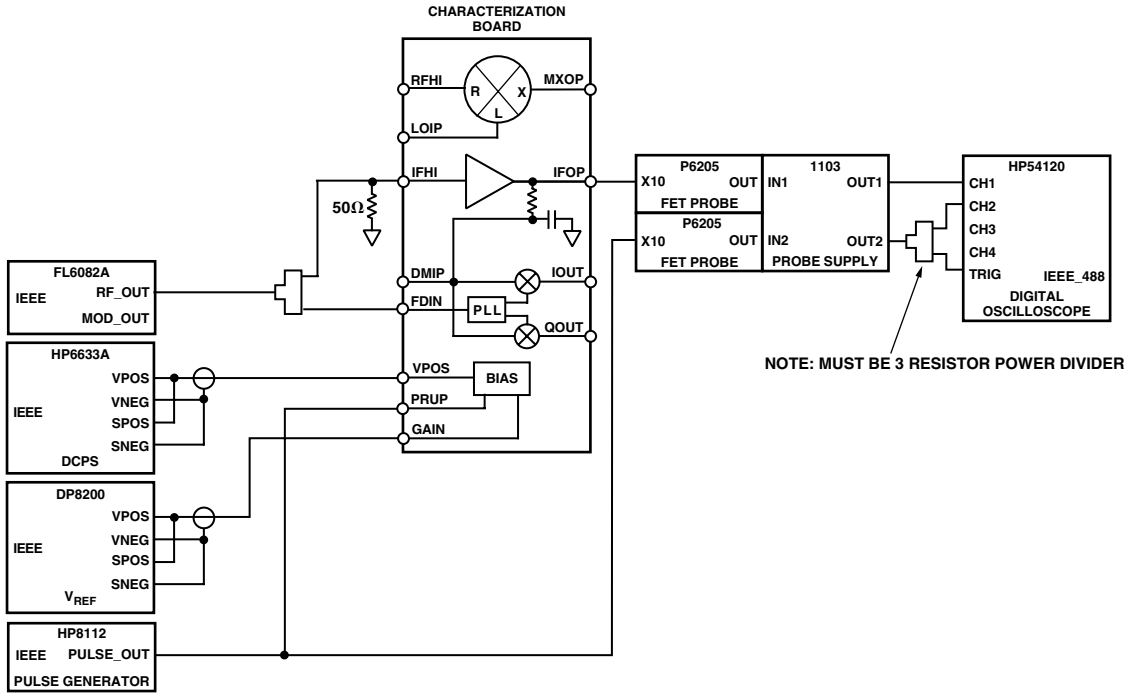 CHARACTERIZATION
BOARD
RFHI
R
X
L
MXOP
LOIP
IFHI
IFOP
50Ω
DMIP
IOUT
FDIN
PLL
QOUT
VPOS
BIAS
PRUP
GAIN
FL6082A
IEEE
RF_OUT
MOD_OUT
HP6633A
VPOS
VNEG
IEEE
SPOS
SNEG
DCPS
DP8200
VPOS
VNEG
IEEE
SPOS
SNEG
VREF
HP8112
IEEE PULSE_OUT
PULSE GENERATOR
P6205
X10 OUT
FET PROBE
P6205
X10 OUT
FET PROBE
1103
IN1 OUT1
IN2 OUT2
PROBE SUPPLY
HP54120
CH1
CH2
CH3
CH4
TRIG
IEEE_488
DIGITAL
OSCILLOSCOPE
NOTE: MUST BE 3 RESISTOR POWER DIVIDER